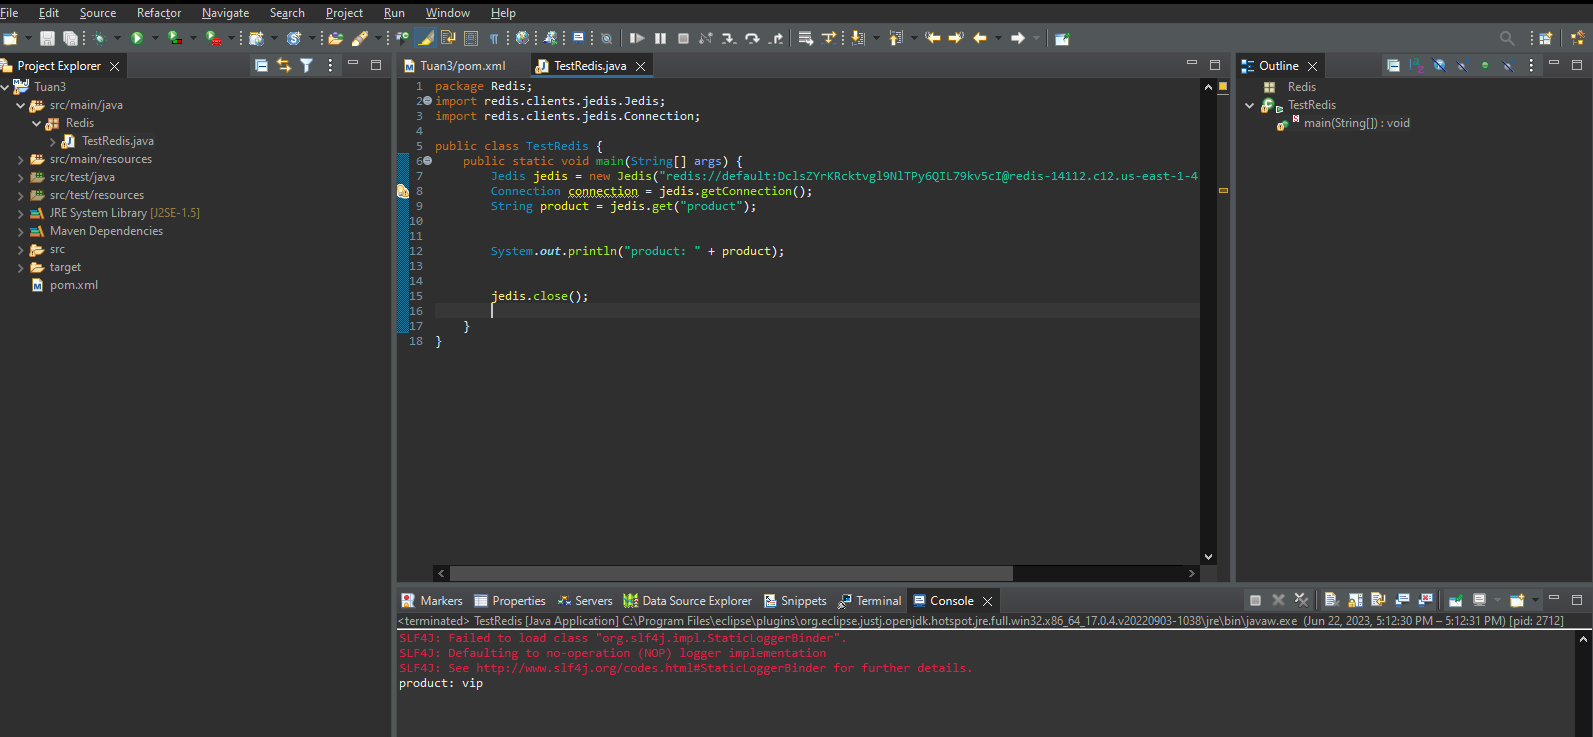 File Edit Source Refactor Navigate Search Project Run Window Help
Project Explorer
Tuan3
src/main/java
Redis
TestRedis.java
src/main/resources
src/test/java
src/test/resources
JRE System Library [J2SE-1.5]
Maven Dependencies
src
target
pom.xml
Tuan3/pom.xml TestRedis.java
1 package Redis;
2 import redis.clients.jedis.Jedis;
3 import redis.clients.jedis.Connection;
4
5 public class TestRedis {
6 public static void main(String[] args) {
7 Jedis jedis = new Jedis("redis://default:DclsZYrKRcktvgl9NlTPy6QIL79kv5cI@redis-14112.c12.us-east-1-4
8 Connection connection = jedis.getConnection();
9 String product = jedis.get("product");
10
11
12 System.out.println("product: " + product);
13
14
15 jedis.close();
16
17 }
18 }
Outline
Redis
TestRedis
main(String[]) : void
Markers Properties Servers Data Source Explorer Snippets Terminal Console
<terminated> TestRedis [Java Application] C:\Program Files\eclipse\plugins\org.eclipse.justj.openjdk.hotspot.jre.full.win32.x86_64_17.0.4.v20220903-1038\jre\bin\javaw.exe (Jun 22, 2023, 5:12:30 PM – 5:12:31 PM) [pid: 2712]
SLF4J: Failed to load class "org.slf4j.impl.StaticLoggerBinder".
SLF4J: Defaulting to no-operation (NOP) logger implementation
SLF4J: See http://www.slf4j.org/codes.html#StaticLoggerBinder for further details.
product: vip